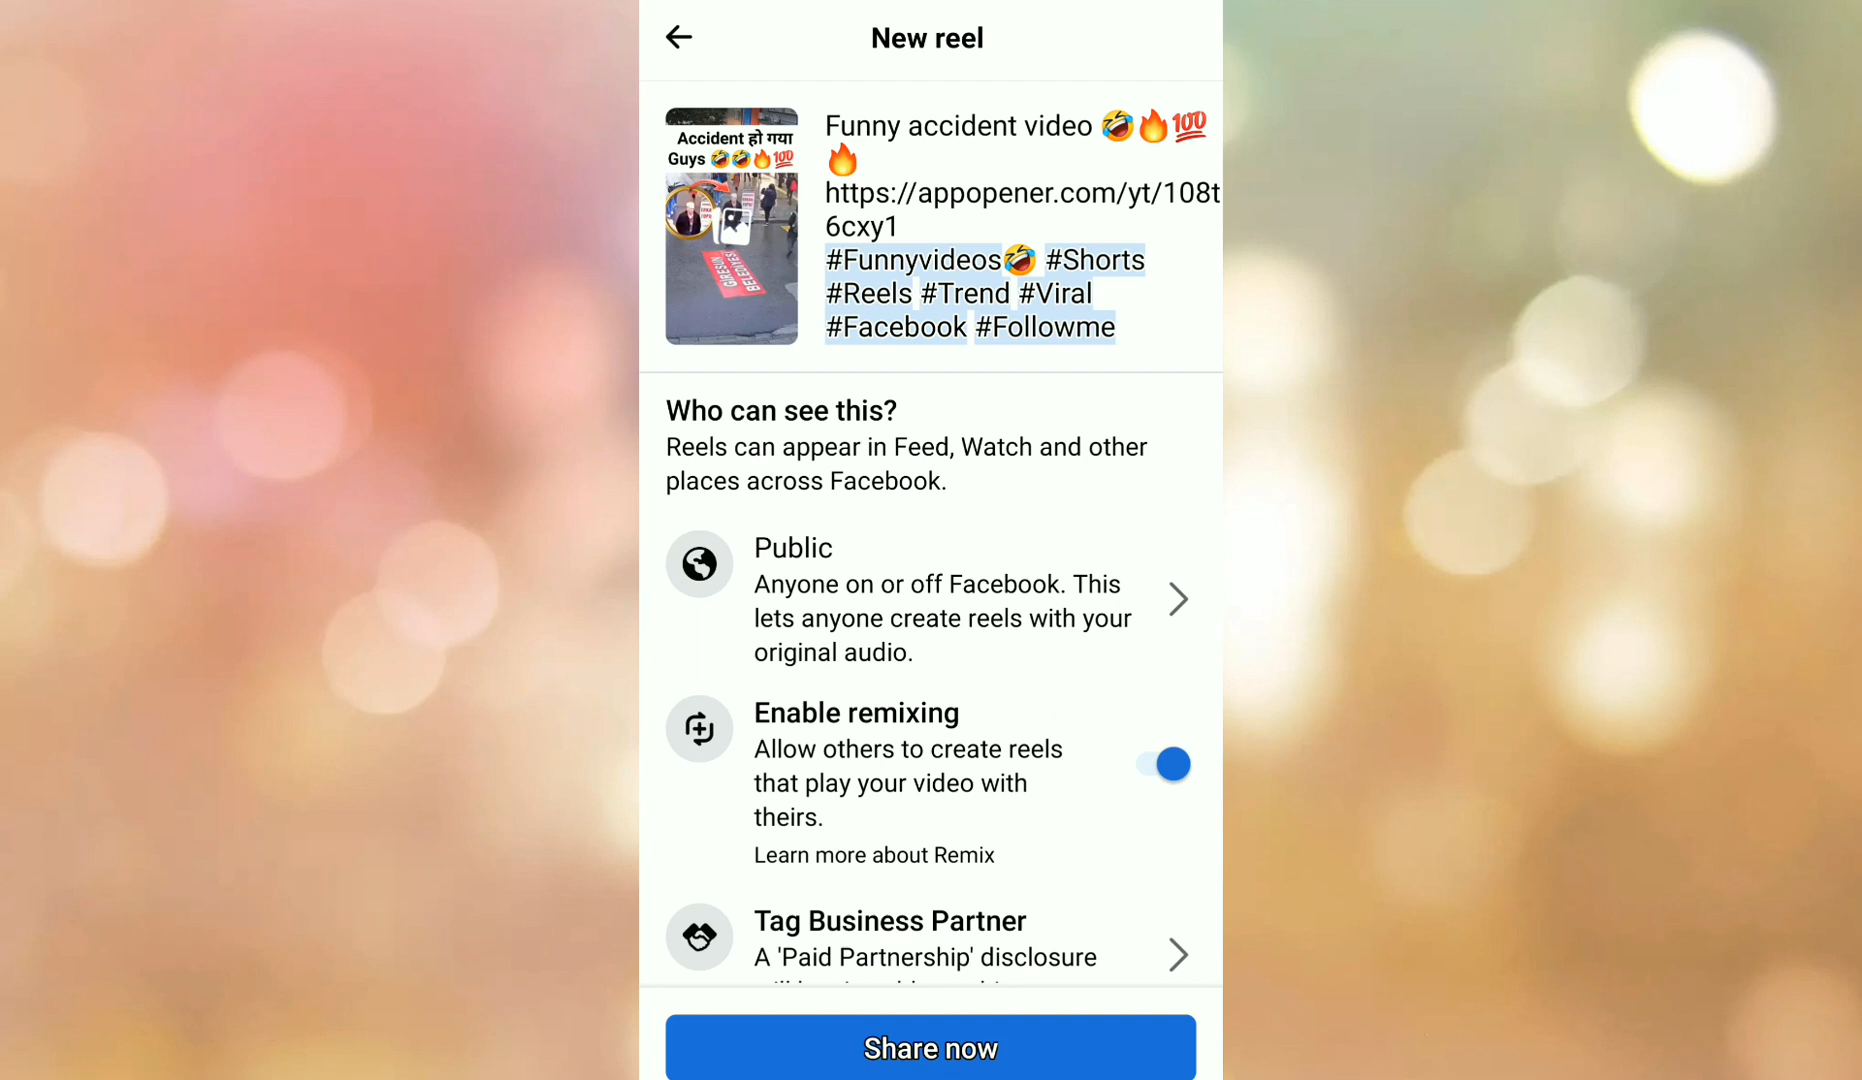 New reel
Accident हो गया
Guys 🤣🤣🔥💯
GİRESUN
BELEDİYESİ
Funny accident video 🤣🔥💯
🔥
https://appopener.com/yt/108t
6cxy1
#Funnyvideos🤣 #Shorts
#Reels #Trend #Viral
#Facebook #Followme
Who can see this?
Reels can appear in Feed, Watch and other
places across Facebook.
Public
Anyone on or off Facebook. This
lets anyone create reels with your
original audio.
Enable remixing
Allow others to create reels
that play your video with
theirs.
Learn more about Remix
Tag Business Partner
A 'Paid Partnership' disclosure
Share now